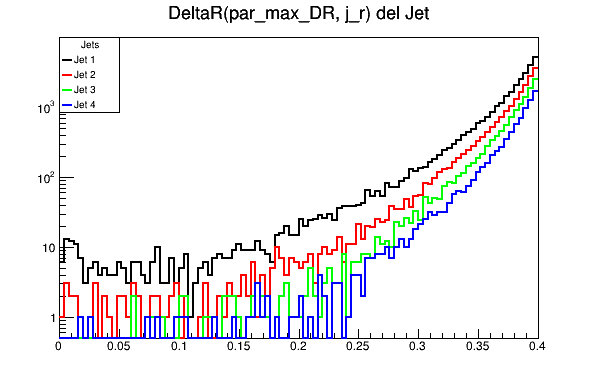 DeltaR(par_max_DR, j_r) del Jet
Jets
Jet 1
Jet 2
Jet 3
Jet 4
10³
10²
10
1
0 0.05 0.1 0.15 0.2 0.25 0.3 0.35 0.4